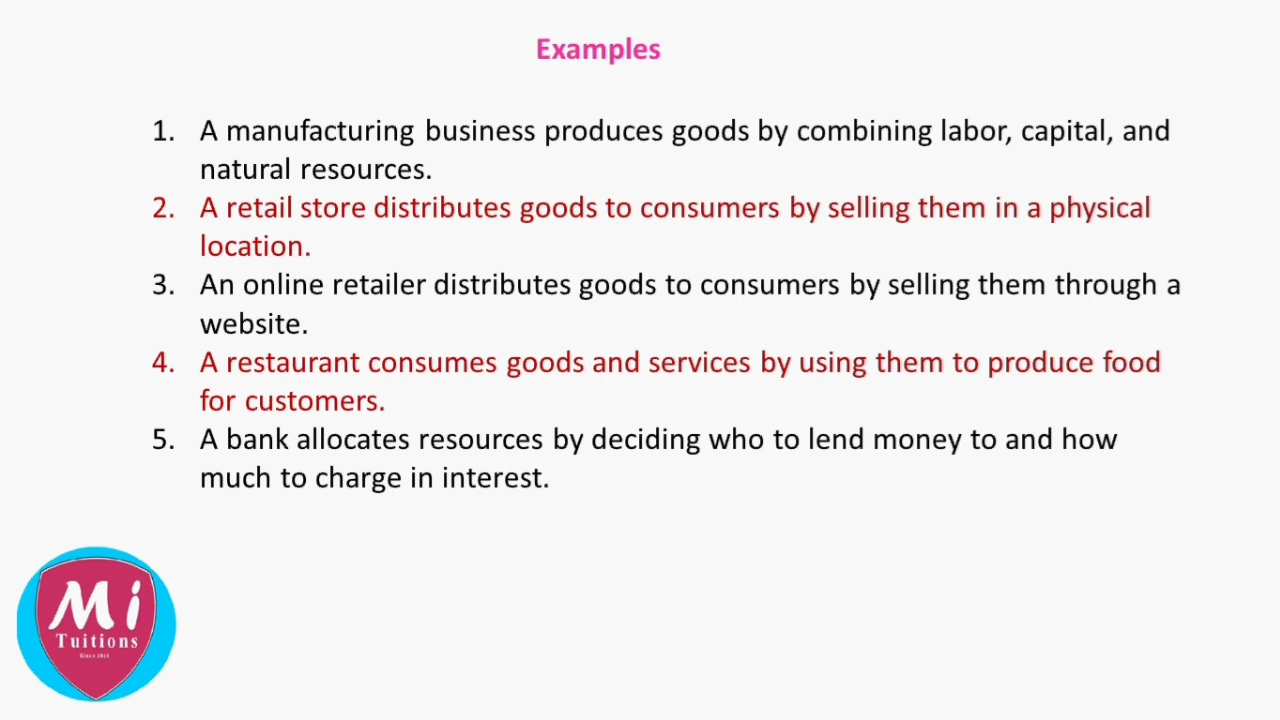 Examples
1. A manufacturing business produces goods by combining labor, capital, and
natural resources.
2. A retail store distributes goods to consumers by selling them in a physical
location.
3. An online retailer distributes goods to consumers by selling them through a
website.
4. A restaurant consumes goods and services by using them to produce food
for customers.
5. A bank allocates resources by deciding who to lend money to and how
much to charge in interest.
Mi
Tuitions